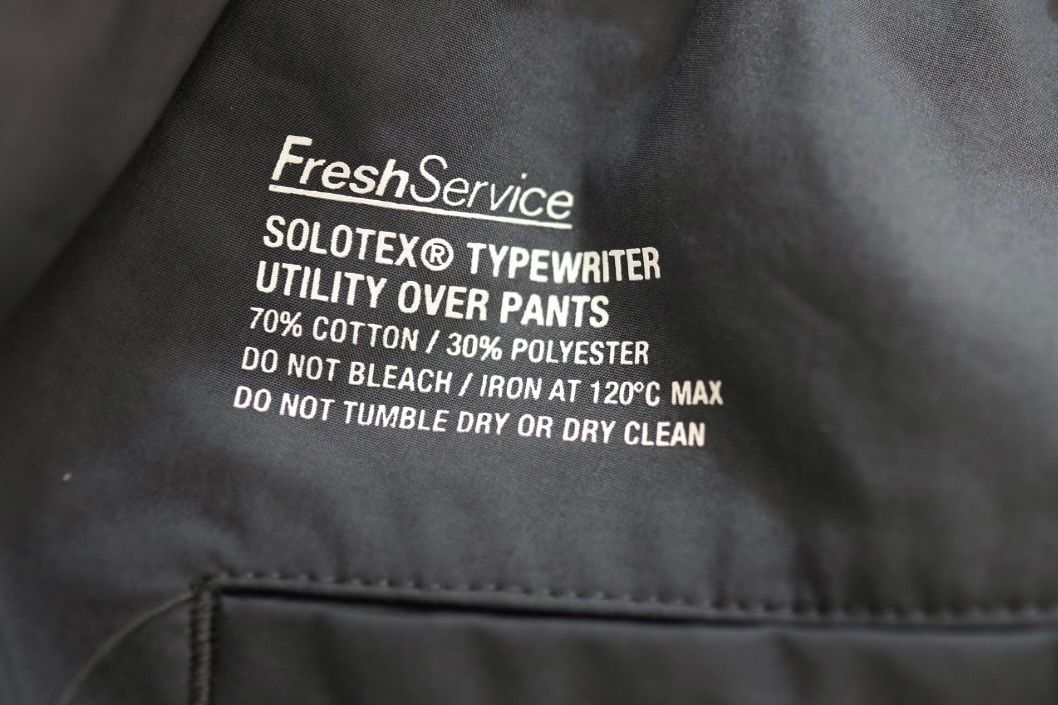 FreshService
SOLOTEX® TYPEWRITER
UTILITY OVER PANTS
70% COTTON / 30% POLYESTER
DO NOT BLEACH / IRON AT 120°C MAX
DO NOT TUMBLE DRY OR DRY CLEAN